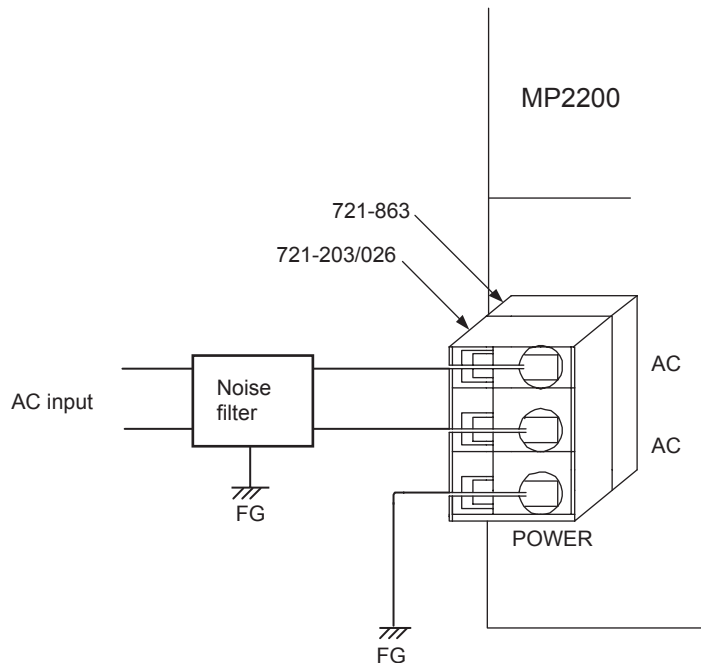 MP2200
721-863
721-203/026
AC input
Noise
filter
AC
AC
FG
POWER
FG